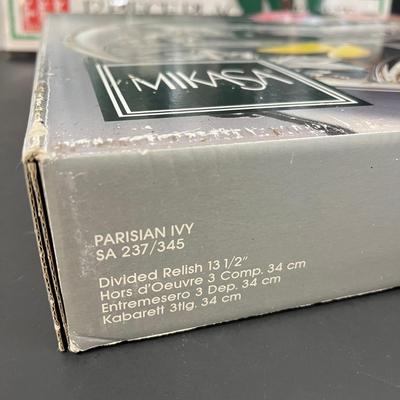 MIKASA
PARISIAN IVY
SA 237/345
Divided Relish 13 1/2"
Hors d'Oeuvre 3 Comp. 34 cm
Entremesero 3 Dep. 34 cm
Kabarett 3tlg. 34 cm